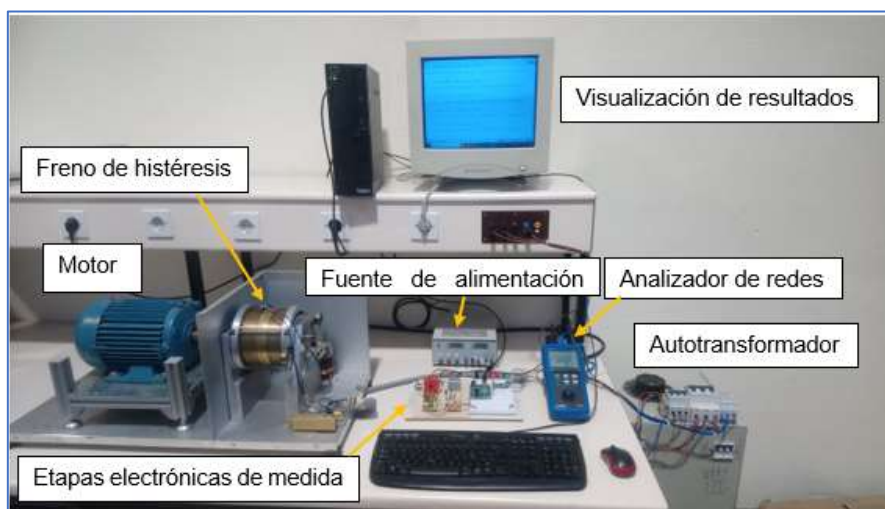 Visualización de resultados
Freno de histéresis
Motor
Fuente de alimentación
Analizador de redes
Autotransformador
Etapas electrónicas de medida